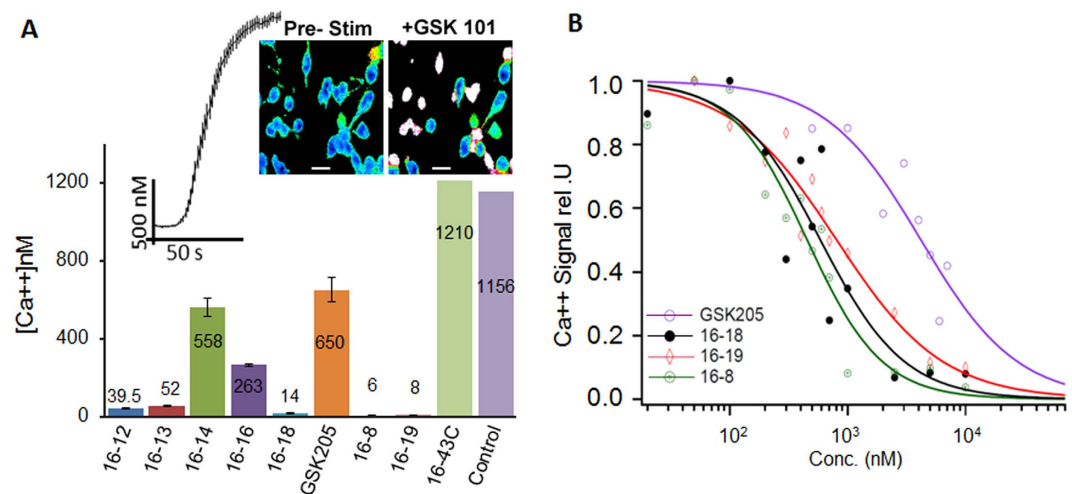 A
Pre- Stim
+GSK 101
500 nM
50 s
[Ca++]nM
1200
800
400
0
39.5
52
558
263
14
650
6
8
1210
1156
16-12
16-13
16-14
16-16
16-18
GSK205
16-8
16-19
16-43C
Control
B
Ca++ Signal rel .U
1.0
0.8
0.6
0.4
0.2
0.0
GSK205
16-18
16-19
16-8
10²
10³
10⁴
Conc. (nM)